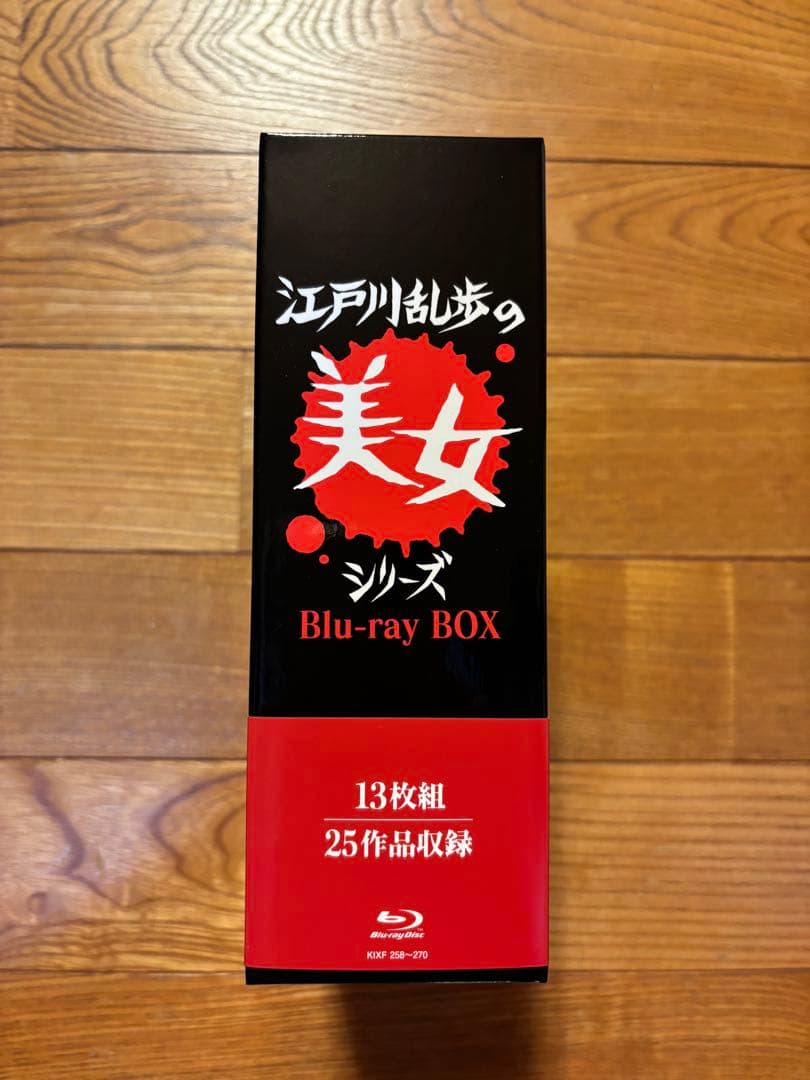 江戸川乱歩の
美女
シリーズ
Blu-ray BOX
13枚組
25作品収録
Blu-ray Disc
TM
KIXF 258〜270